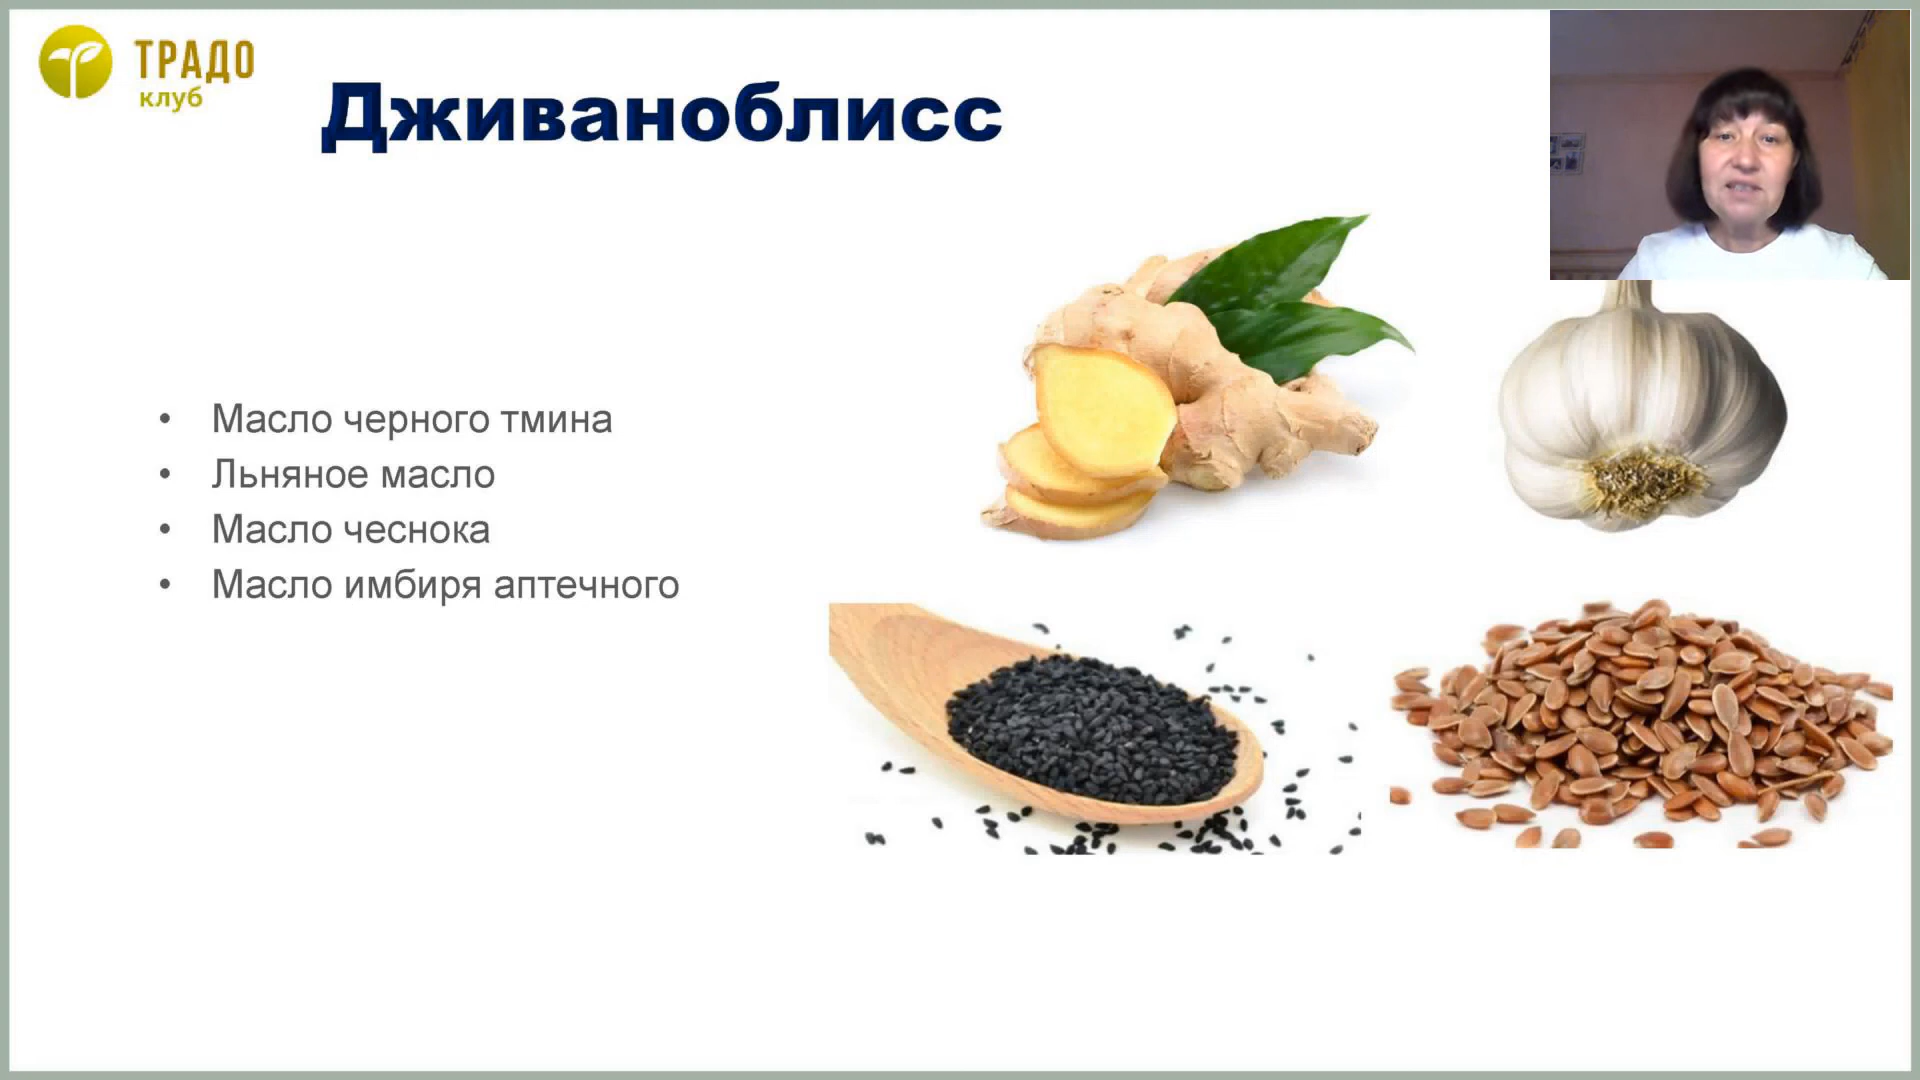 ТРАДО
клуб
Дживаноблисс
• Масло черного тмина
• Льняное масло
• Масло чеснока
• Масло имбиря аптечного